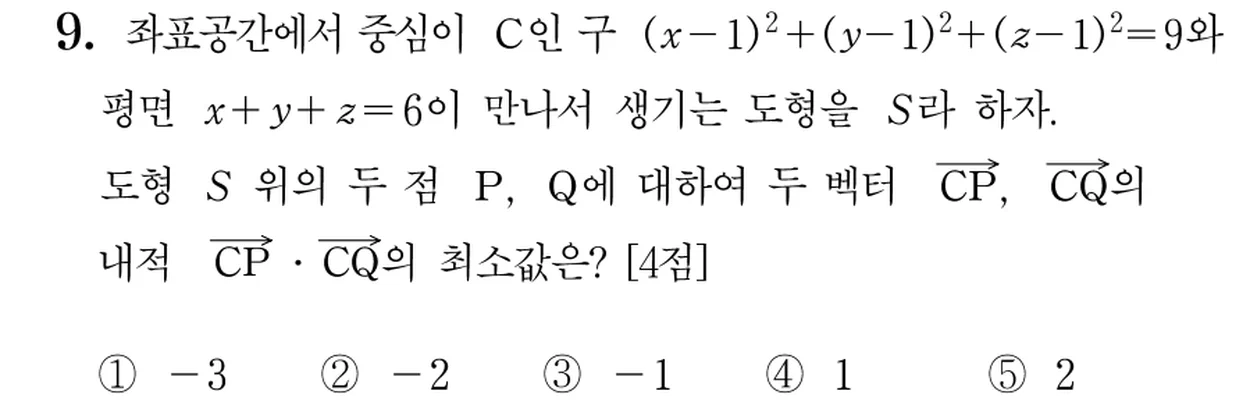 9. 좌표공간에서 중심이 C인 구 (x-1)²+(y-1)²+(z-1)²=9와
평면 x+y+z=6이 만나서 생기는 도형을 S라 하자.
도형 S 위의 두 점 P, Q에 대하여 두 벡터 $\overrightarrow{CP}$, $\overrightarrow{CQ}$의
내적 $\overrightarrow{CP}$ · $\overrightarrow{CQ}$의 최소값은? [4점]
① -3 ② -2 ③ -1 ④ 1 ⑤ 2